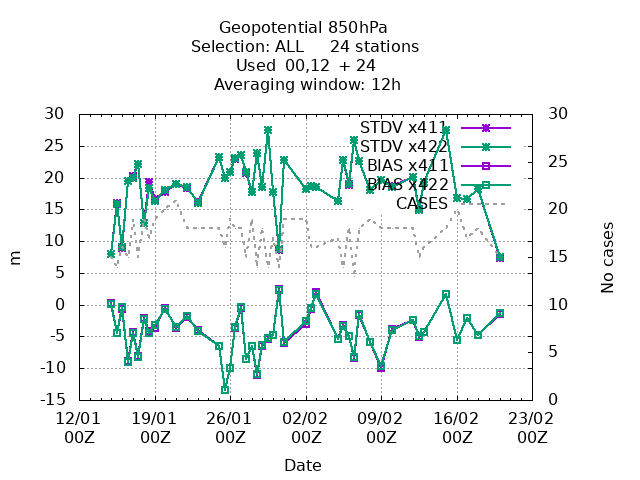 Geopotential 850hPa
Selection: ALL 24 stations
Used 00,12 + 24
Averaging window: 12h
30 30
STDV x411
25 STDV x422 25
BIAS x411
20 BIAS x422 20
CASES
15
10 15
m
5
No cases
0 10
-5
5
-10
-15 0
12/01 19/01 26/01 02/02 09/02 16/02 23/02
00Z 00Z 00Z 00Z 00Z 00Z 00Z
Date